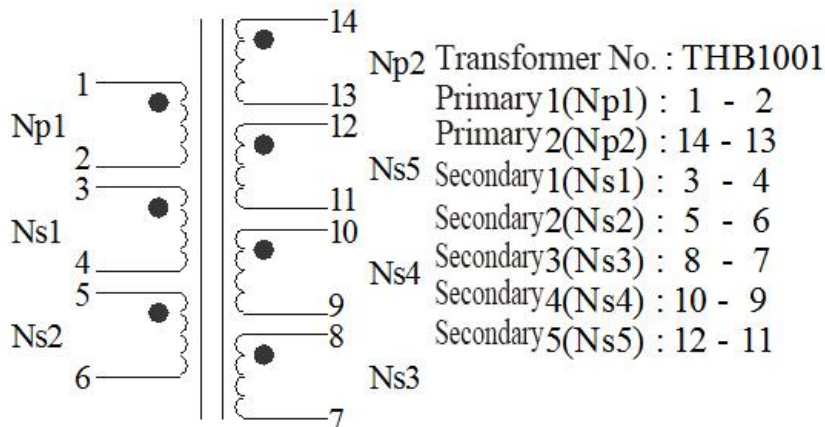 1
2
Np1
3
4
Ns1
5
6
Ns2
14
13
Np2
12
11
Ns5
10
9
Ns4
8
7
Ns3
Transformer No. : THB1001
Primary 1(Np1) : 1 - 2
Primary 2(Np2) : 14 - 13
Secondary 1(Ns1) : 3 - 4
Secondary 2(Ns2) : 5 - 6
Secondary 3(Ns3) : 8 - 7
Secondary 4(Ns4) : 10 - 9
Secondary 5(Ns5) : 12 - 11